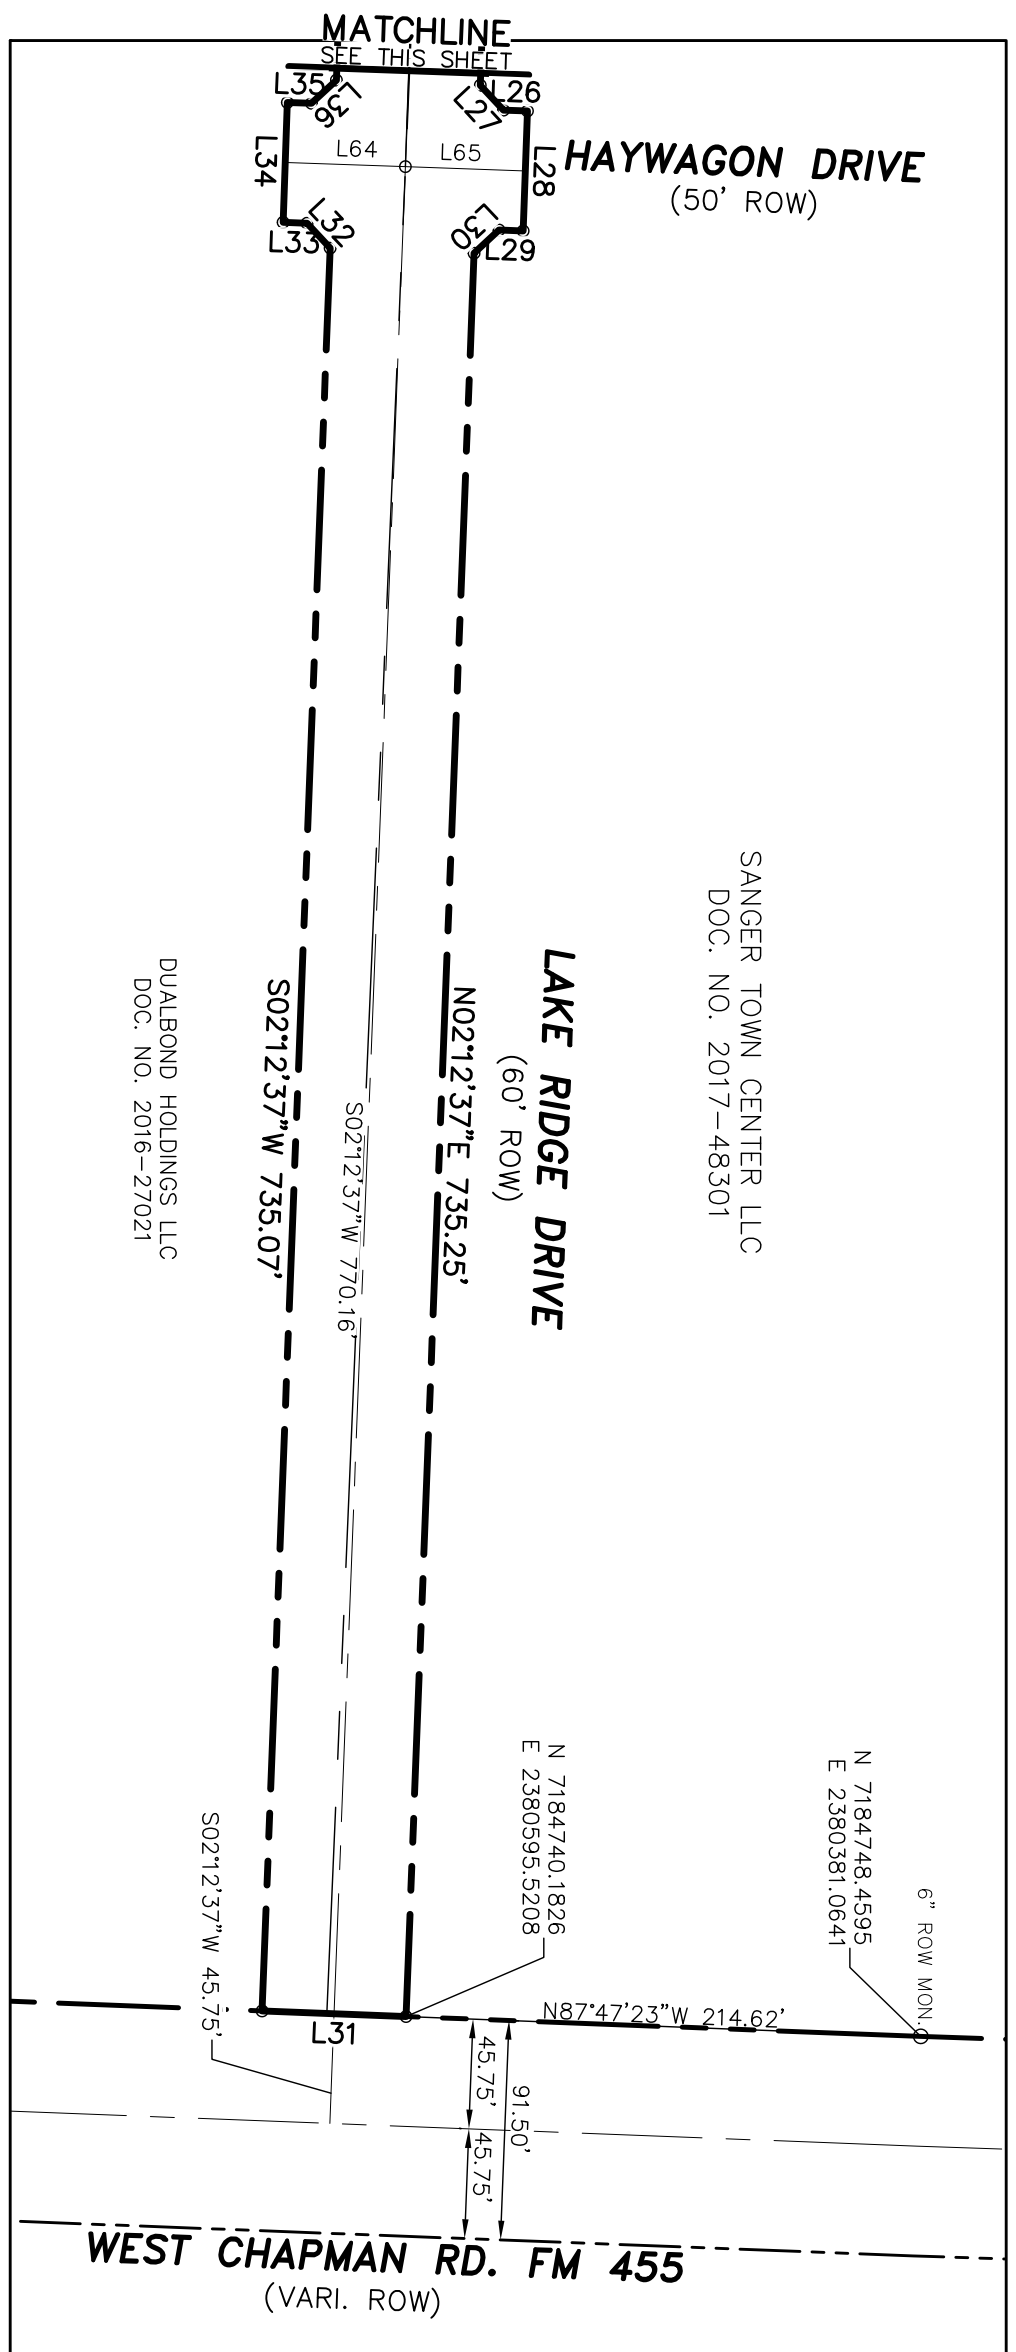 MATCHLINE
SEE THIS SHEET
L35
L36
L26
L27
L34
L64
L65
L28
HAYWAGON DRIVE
(50' ROW)
L33
L32
L30
L29
SANGER TOWN CENTER LLC
DOC. NO. 2017-48301
LAKE RIDGE DRIVE
(60' ROW)
N02°12'37"E 735.25'
S02°12'37"W 770.16'
S02°12'37"W 735.07'
DUALBOND HOLDINGS LLC
DOC. NO. 2016-27021
6" ROW MON.
N 7184748.4595
E 2380381.0641
N 7184740.1826
E 2380595.5208
S02°12'37"W 45.75'
N87°47'23"W 214.62'
L31
45.75'
91.50'
45.75'
WEST CHAPMAN RD. FM 455
(VARI. ROW)